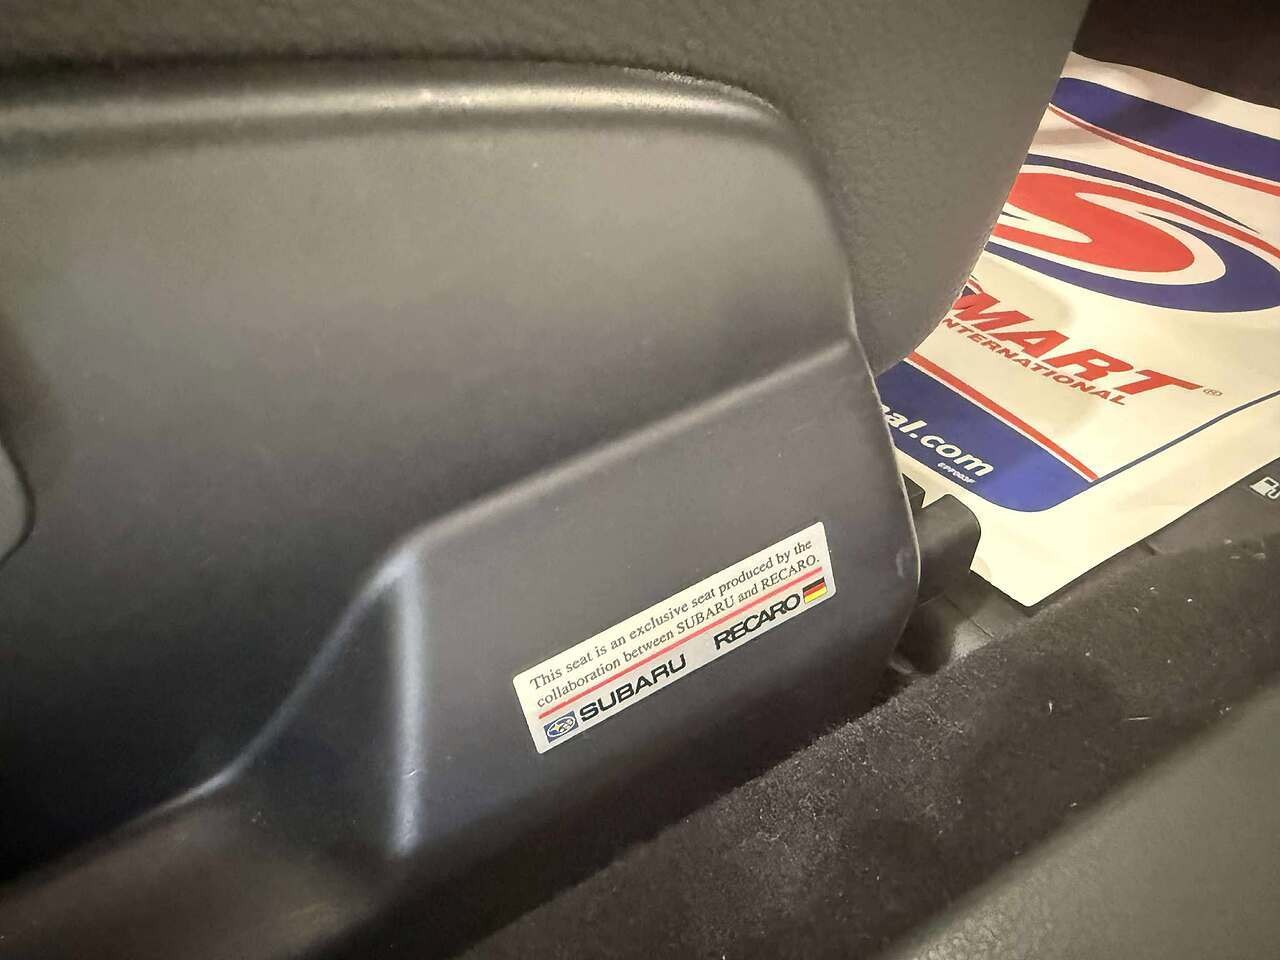 This seat is an exclusive seat produced by the
collaboration between SUBARU and RECARO.
SUBARU RECARO
MART®
INTERNATIONAL
al.com
EPF003F